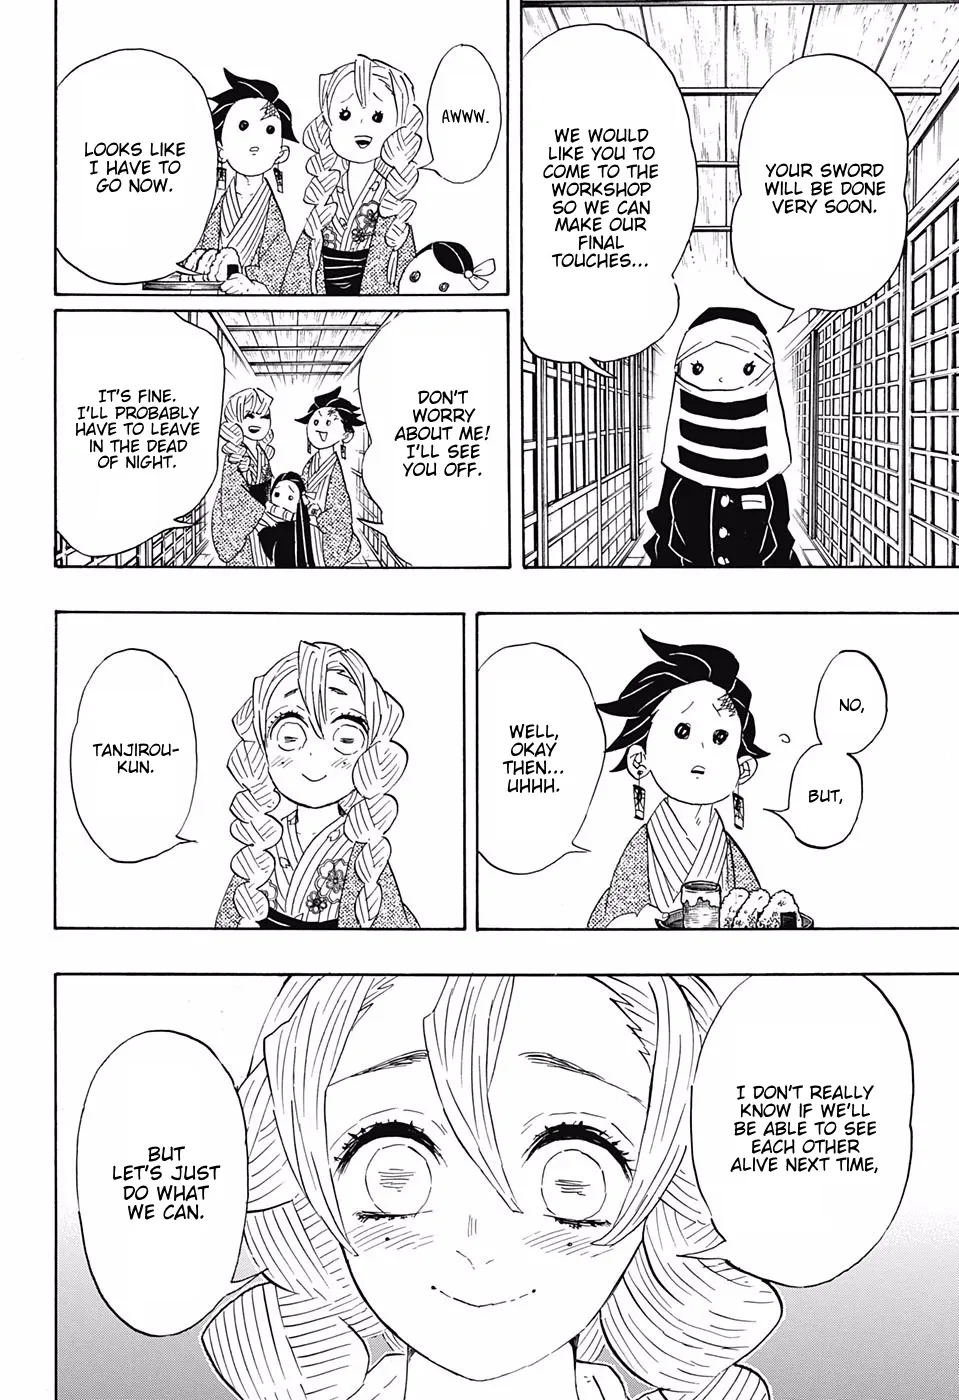 YOUR SWORD
WILL BE DONE
VERY SOON.
WE WOULD
LIKE YOU TO
COME TO THE
WORKSHOP
SO WE CAN
MAKE OUR
FINAL
TOUCHES...
AWWW.
LOOKS LIKE
I HAVE TO
GO NOW.
DON'T
WORRY
ABOUT ME!
I'LL SEE
YOU OFF.
IT'S FINE.
I'LL PROBABLY
HAVE TO LEAVE
IN THE DEAD
OF NIGHT.
NO,
BUT,
WELL,
OKAY
THEN...
UHHH.
TANJIROU-
KUN.
I DON'T REALLY
KNOW IF WE'LL
BE ABLE TO SEE
EACH OTHER
ALIVE NEXT TIME,
BUT
LET'S JUST
DO WHAT
WE CAN.